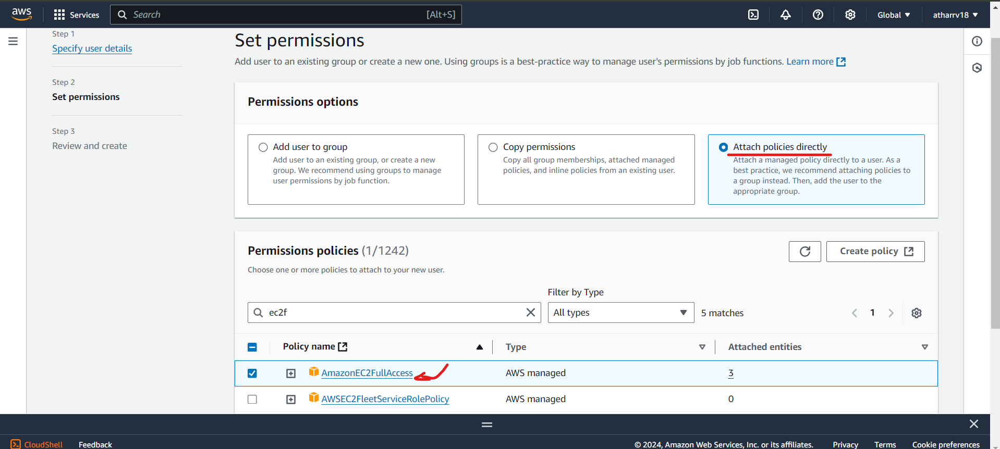 aws
Services
Search
[Alt+S]
Global
atharrv18
Step 1
Specify user details
Step 2
Set permissions
Step 3
Review and create
Set permissions
Add user to an existing group or create a new one. Using groups is a best-practice way to manage user's permissions by job functions. Learn more
Permissions options
Add user to group
Add user to an existing group, or create a new
group. We recommend using groups to manage
user permissions by job function.
Copy permissions
Copy all group memberships, attached managed
policies, and inline policies from an existing user.
Attach policies directly
Attach a managed policy directly to a user. As a
best practice, we recommend attaching policies to
a group instead. Then, add the user to the
appropriate group.
Permissions policies (1/1242)
Create policy
Choose one or more policies to attach to your new user.
Filter by Type
ec2f
All types
5 matches
1
Policy name
Type
Attached entities
AmazonEC2FullAccess
AWS managed
3
AWSEC2FleetServiceRolePolicy
AWS managed
0
CloudShell
Feedback
© 2024, Amazon Web Services, Inc. or its affiliates.
Privacy
Terms
Cookie preferences